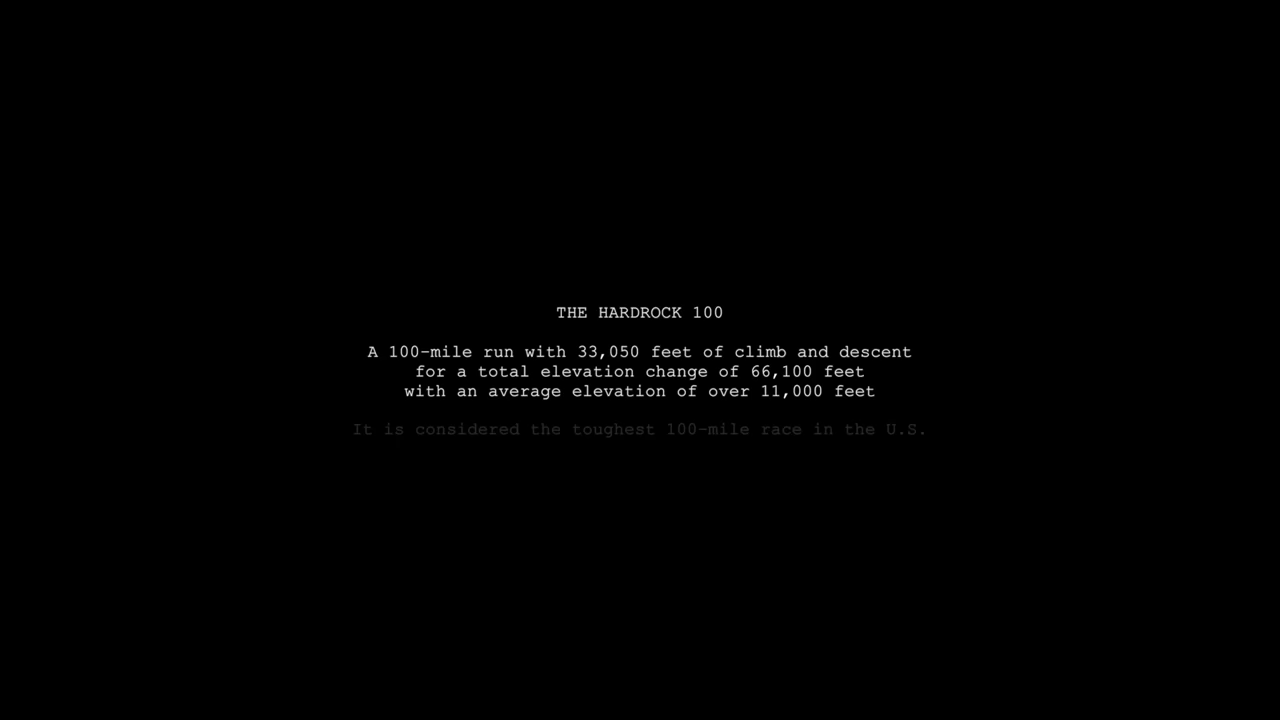 THE HARDROCK 100
A 100-mile run with 33,050 feet of climb and descent
for a total elevation change of 66,100 feet
with an average elevation of over 11,000 feet
It is considered the toughest 100-mile race in the U.S.